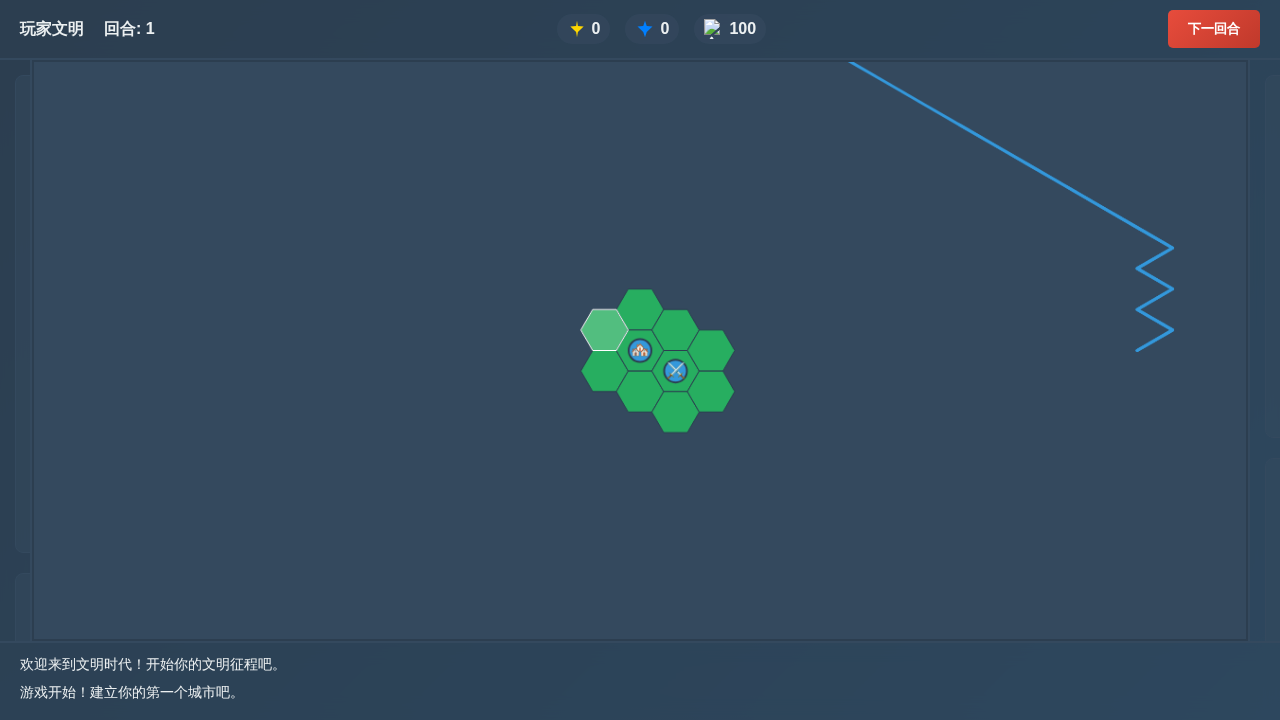 玩家文明 回合: 1 0 0 100 下一回合
欢迎来到文明时代！开始你的文明征程吧。
游戏开始！建立你的第一个城市吧。